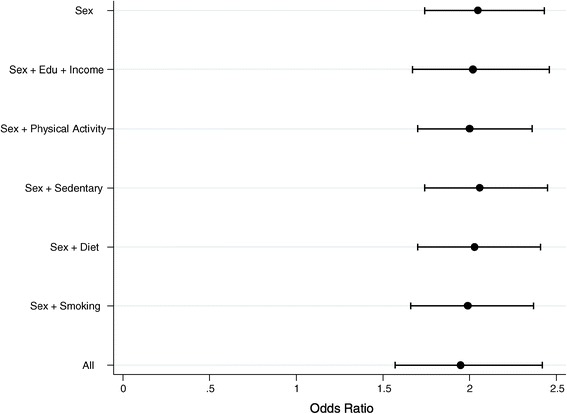 Sex
Sex + Edu + Income
Sex + Physical Activity
Sex + Sedentary
Sex + Diet
Sex + Smoking
All
0 .5 1 1.5 2 2.5
Odds Ratio